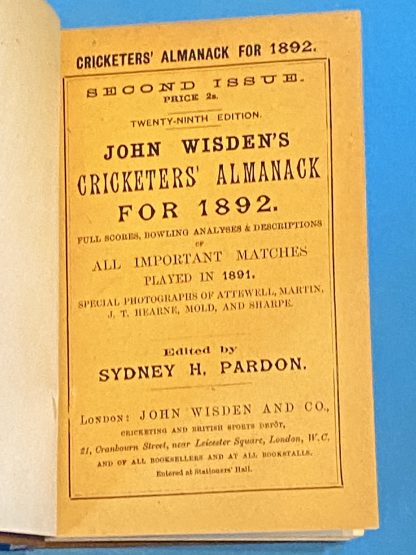 CRICKETERS' ALMANACK FOR 1892.
SECOND ISSUE.
PRICE 2s.
TWENTY-NINTH EDITION.
JOHN WISDEN'S
CRICKETERS' ALMANACK
FOR 1892.
FULL SCORES, BOWLING ANALYSES & DESCRIPTIONS
OF
ALL IMPORTANT MATCHES
PLAYED IN 1891.
SPECIAL PHOTOGRAPHS OF ATTEWELL, MARTIN,
J. T. HEARNE, MOLD, AND SHARPE.
Edited by
SYDNEY H. PARDON.
LONDON: JOHN WISDEN AND CO.,
CRICKETING AND BRITISH SPORTS DEPÔT,
21, Cranbourn Street, near Leicester Square, London, W.C.
AND OF ALL BOOKSELLERS AND AT ALL BOOKSTALLS.
Entered at Stationers' Hall.